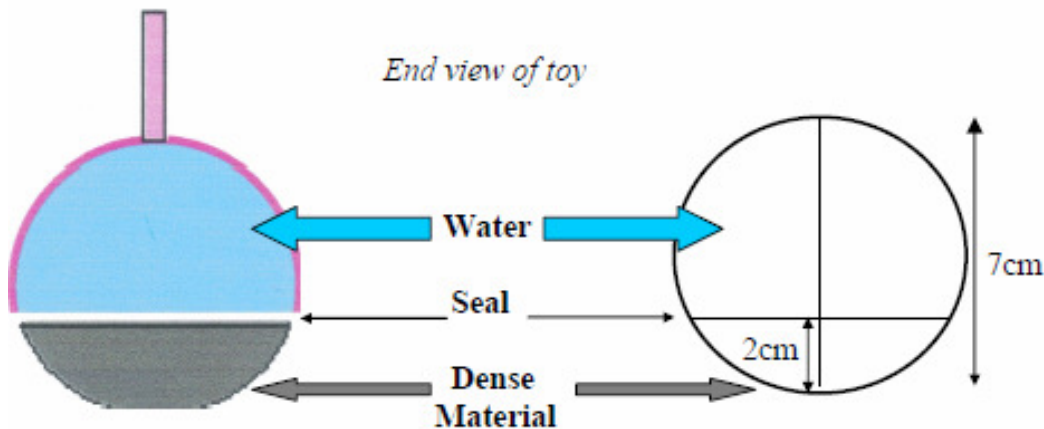 End view of toy
Water
7cm
Seal
2cm
Dense
Material